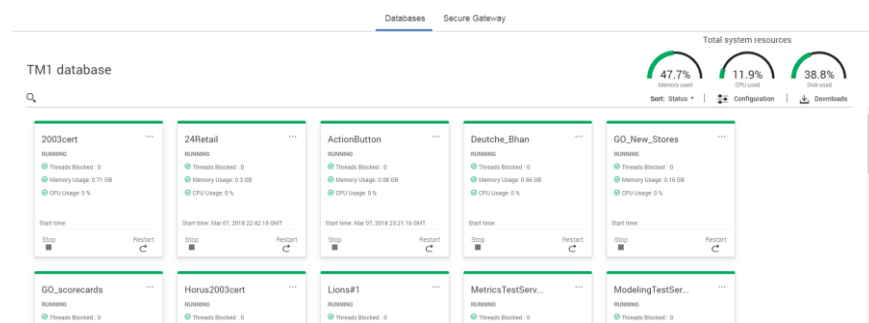 Databases Secure Gateway
Total system resources
TM1 database
47.7% 11.9% 38.8%
Memory used CPU used Disk used
Sort: Status Configuration Downloads
2003cert ... 24Retail ... ActionButton ... Deutche_Bhan ... GO_New_Stores ...
RUNNING RUNNING RUNNING RUNNING RUNNING
Threads Blocked : 0 Threads Blocked : 0 Threads Blocked : 0 Threads Blocked : 0 Threads Blocked : 0
Memory Usage: 0.71 GB Memory Usage: 0.3 GB Memory Usage: 0.08 GB Memory Usage: 0.66 GB Memory Usage: 0.16 GB
CPU Usage: 0 % CPU Usage: 0 % CPU Usage: 0 % CPU Usage: 0 % CPU Usage: 0 %
Start time: Start time: Mar 07, 2018 22:42:18 GMT Start time: Mar 07, 2018 23:21:16 GMT Start time: Start time:
Stop Restart Stop Restart Stop Restart Stop Restart Stop Restart
GO_scorecards ... Horus2003cert ... Lions#1 ... MetricsTestServ... ... ModelingTestSer... ...
RUNNING RUNNING RUNNING RUNNING RUNNING
Threads Blocked : 0 Threads Blocked : 0 Threads Blocked : 0 Threads Blocked : 0 Threads Blocked : 0